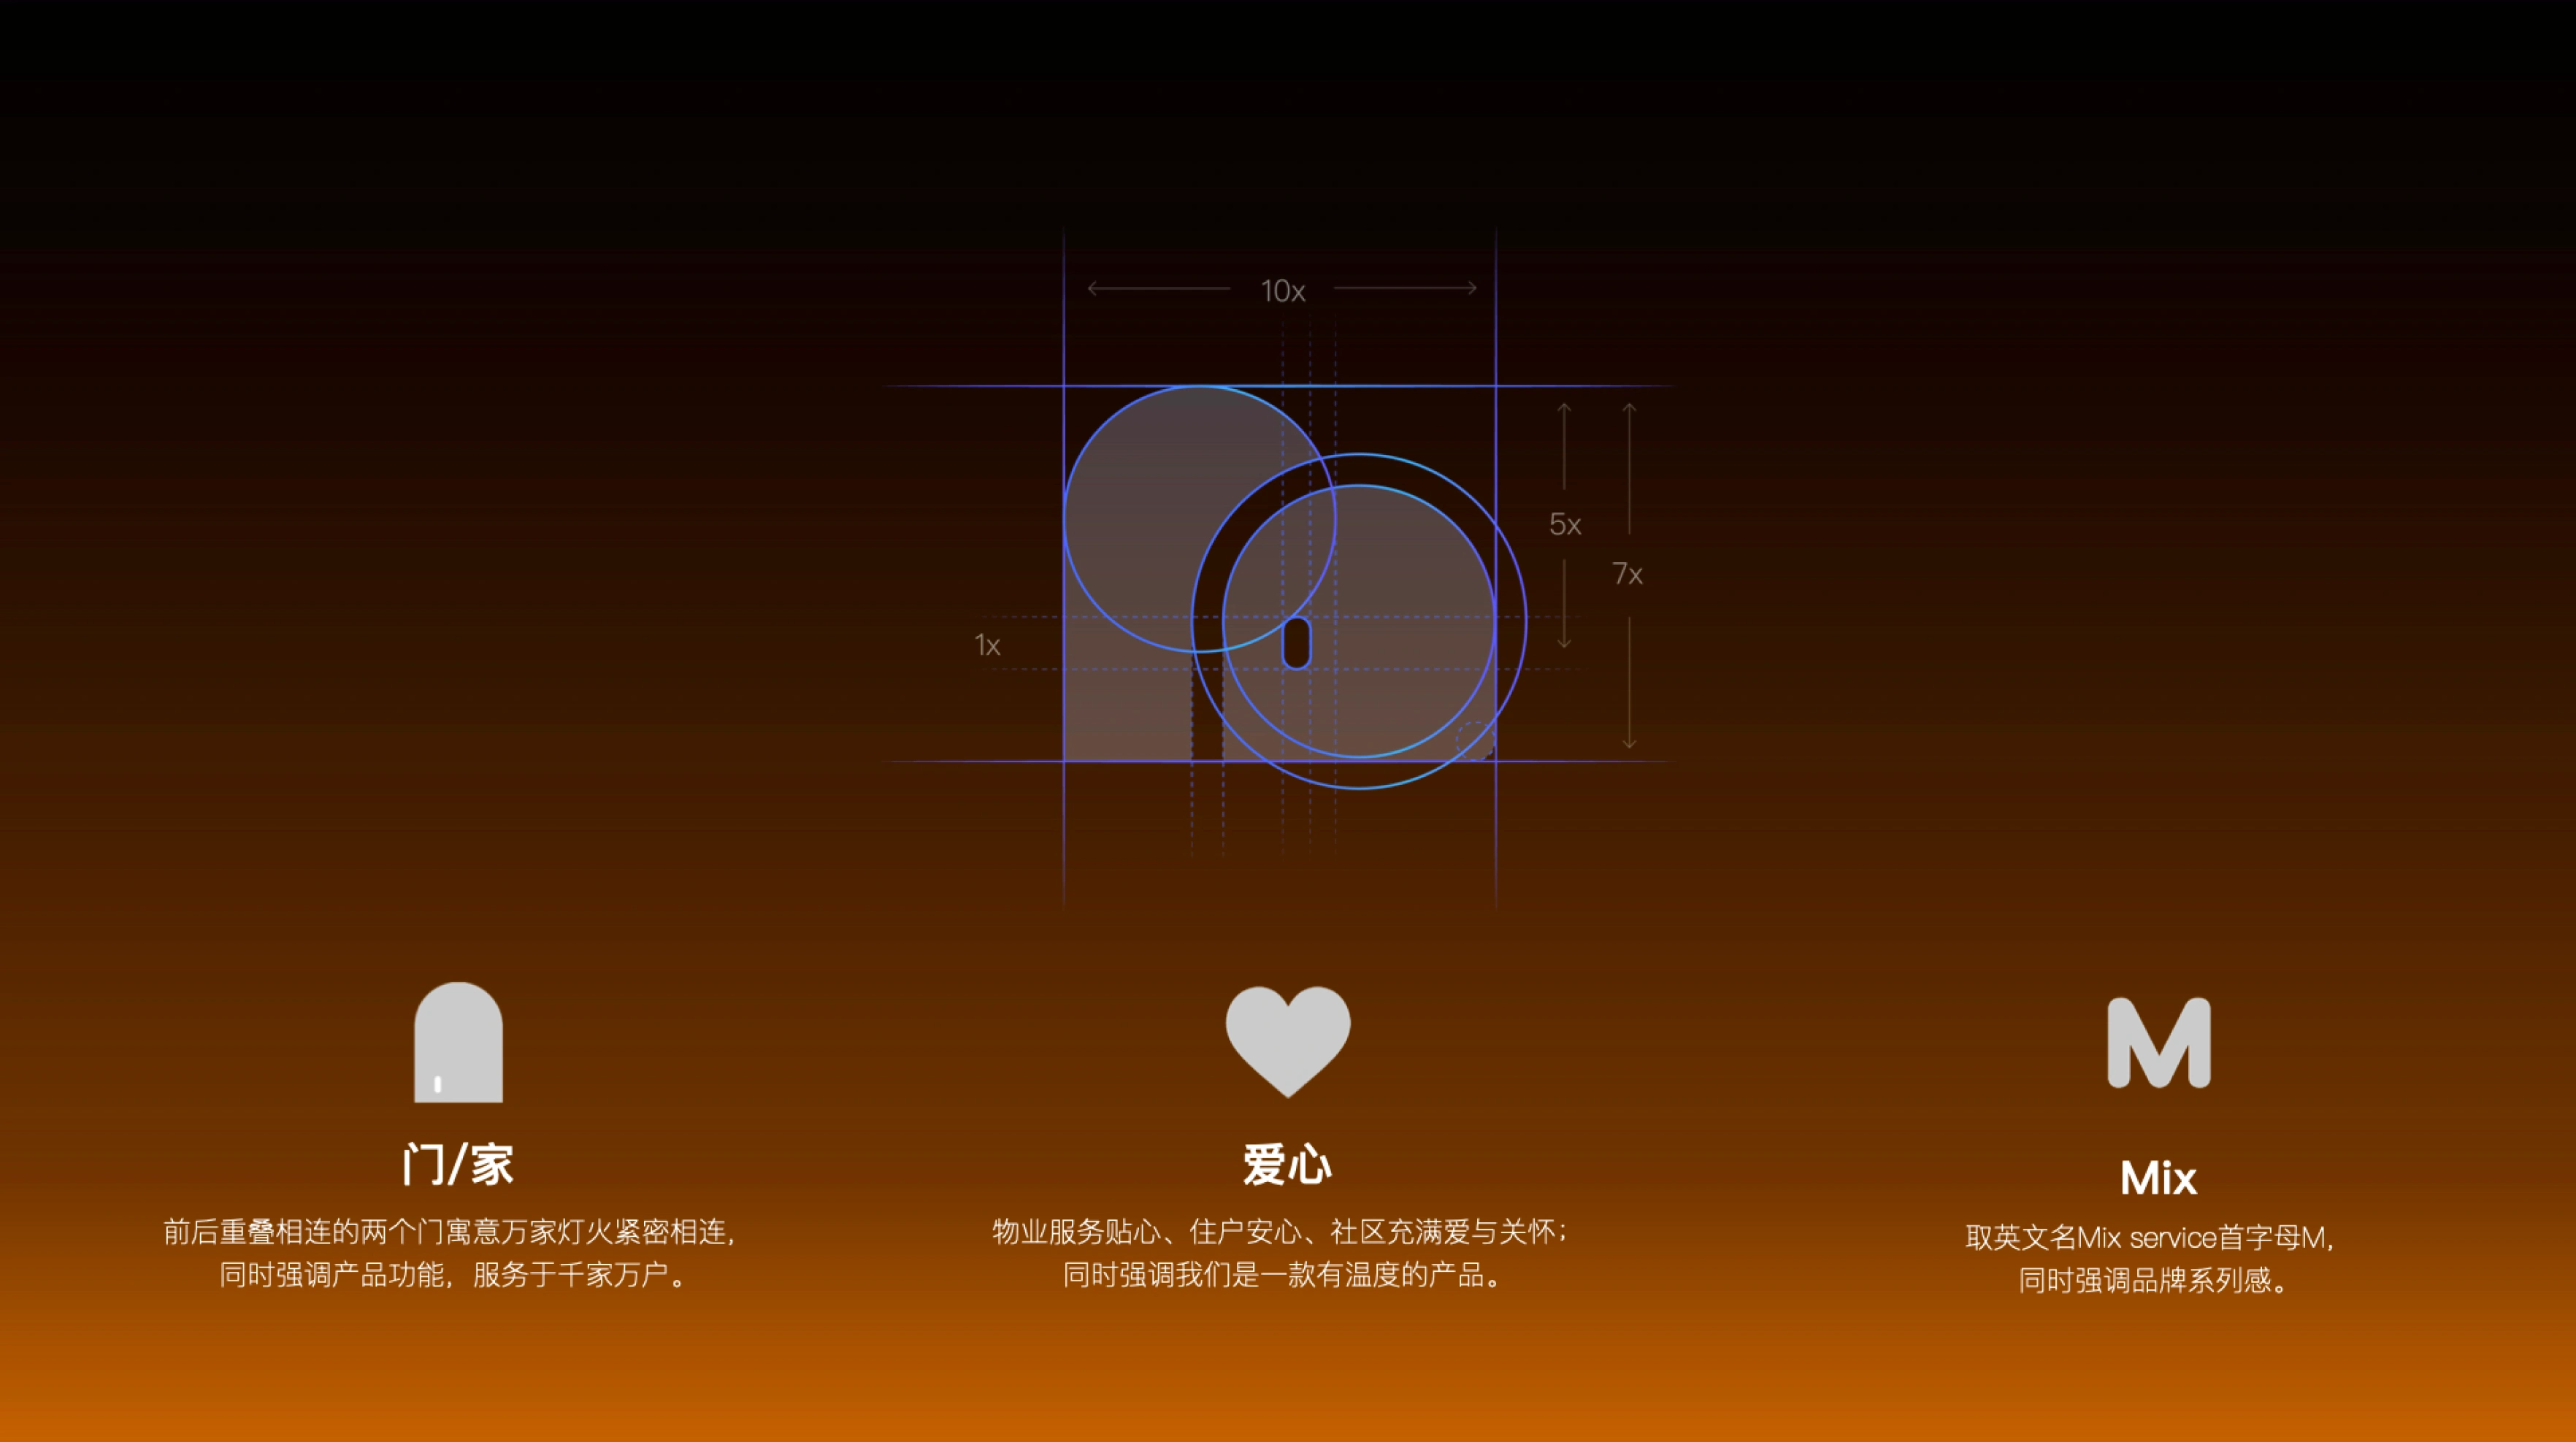 10x
5x
7x
1x
门/家
前后重叠相连的两个门寓意万家灯火紧密相连,
同时强调产品功能，服务于千家万户。
爱心
物业服务贴心、住户安心、社区充满爱与关怀；
同时强调我们是一款有温度的产品。
M
Mix
取英文名Mix service首字母M,
同时强调品牌系列感。